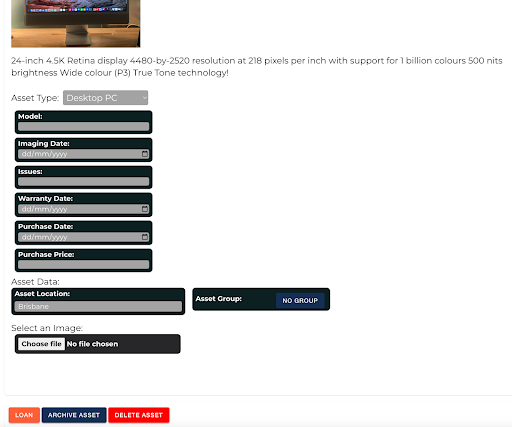 24-inch 4.5K Retina display 4480-by-2520 resolution at 218 pixels per inch with support for 1 billion colours 500 nits
brightness Wide colour (P3) True Tone technology!
Asset Type: Desktop PC
Model:
Imaging Date:
dd/mm/yyyy
Issues:
Warranty Date:
dd/mm/yyyy
Purchase Date:
dd/mm/yyyy
Purchase Price:
Asset Data:
Asset Location:
Brisbane
Asset Group: NO GROUP
Select an Image:
Choose file No file chosen
LOAN ARCHIVE ASSET DELETE ASSET